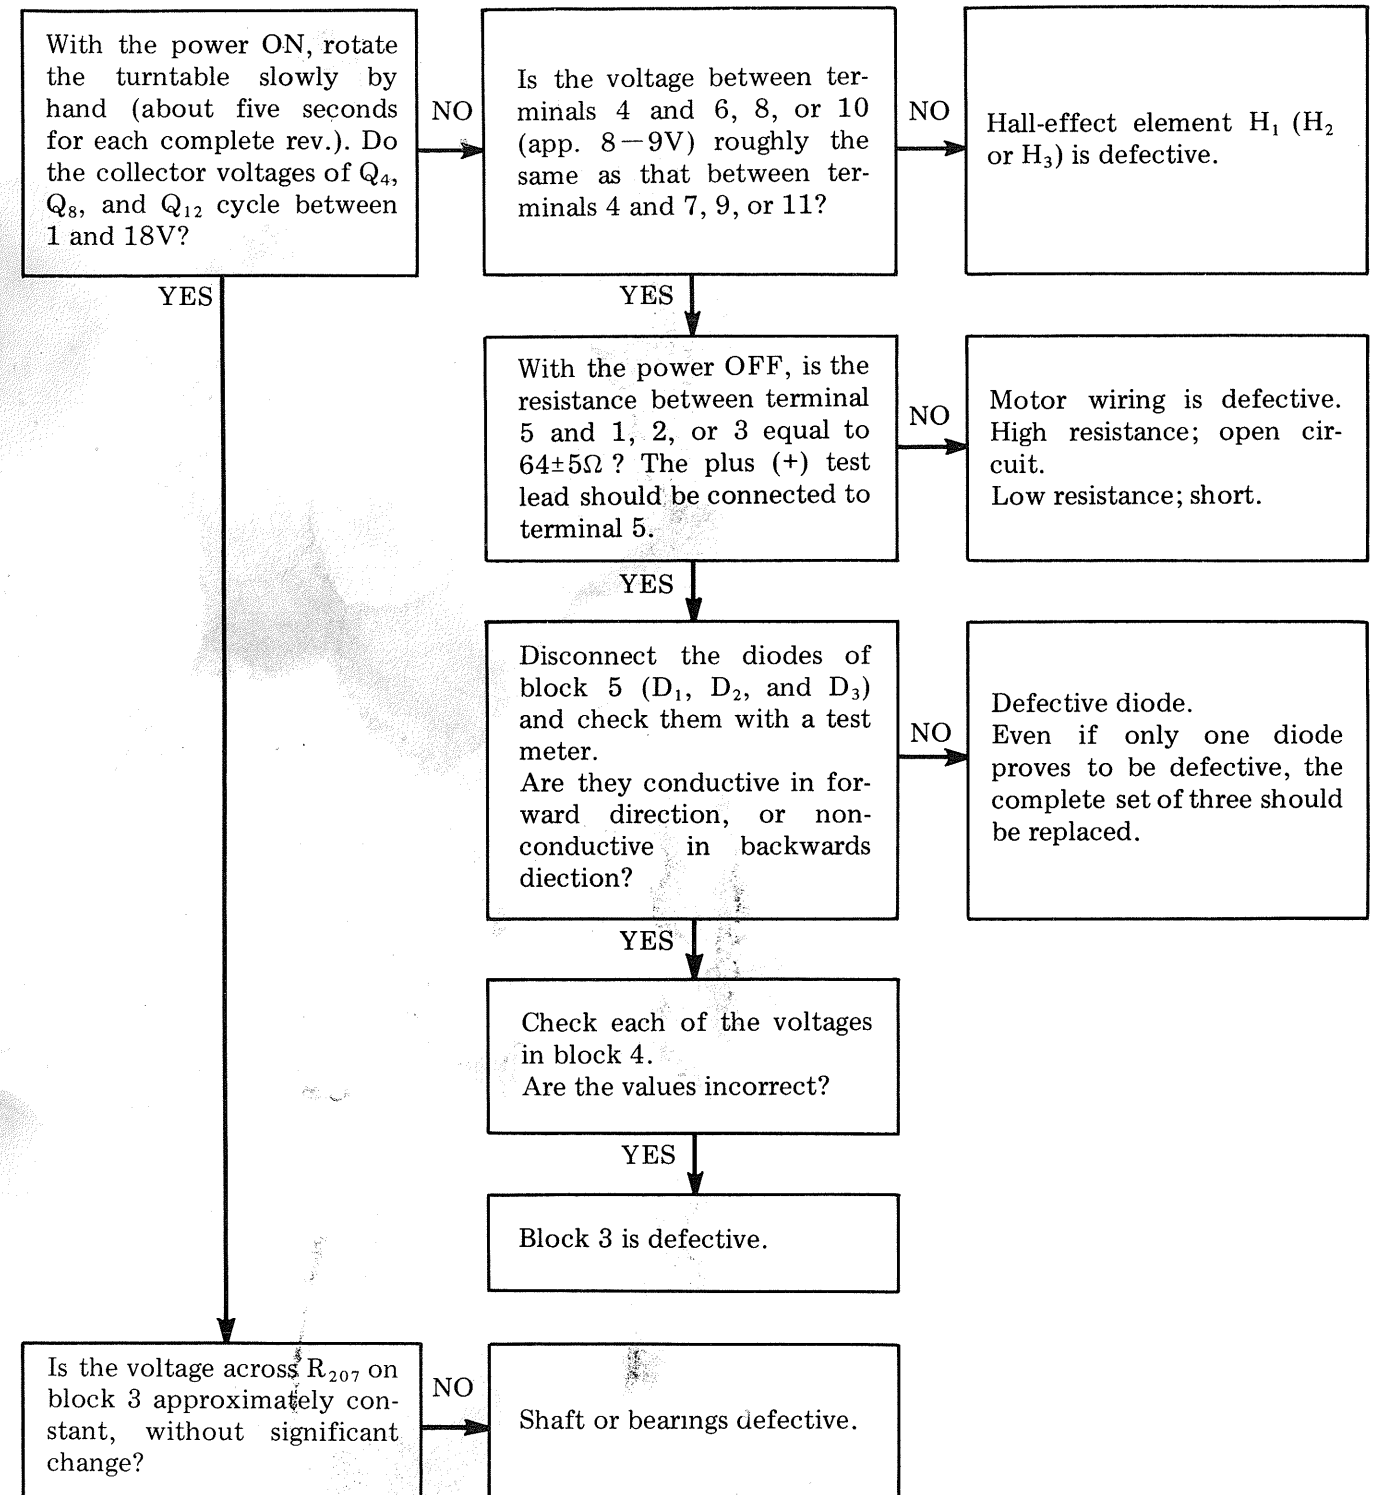 With the power ON, rotate
the turntable slowly by
hand (about five seconds
for each complete rev.). Do
the collector voltages of Q₄,
Q₈, and Q₁₂ cycle between
1 and 18V?
NO
Is the voltage between ter-
minals 4 and 6, 8, or 10
(app. 8—9V) roughly the
same as that between ter-
minals 4 and 7, 9, or 11?
NO
Hall-effect element H₁ (H₂
or H₃) is defective.
YES
YES
With the power OFF, is the
resistance between terminal
5 and 1, 2, or 3 equal to
64±5Ω ? The plus (+) test
lead should be connected to
terminal 5.
NO
Motor wiring is defective.
High resistance; open cir-
cuit.
Low resistance; short.
YES
Disconnect the diodes of
block 5 (D₁, D₂, and D₃)
and check them with a test
meter.
Are they conductive in for-
ward direction, or non-
conductive in backwards
diection?
NO
Defective diode.
Even if only one diode
proves to be defective, the
complete set of three should
be replaced.
YES
Check each of the voltages
in block 4.
Are the values incorrect?
YES
Block 3 is defective.
Is the voltage across R₂₀₇ on
block 3 approximately con-
stant, without significant
change?
NO
Shaft or bearings defective.